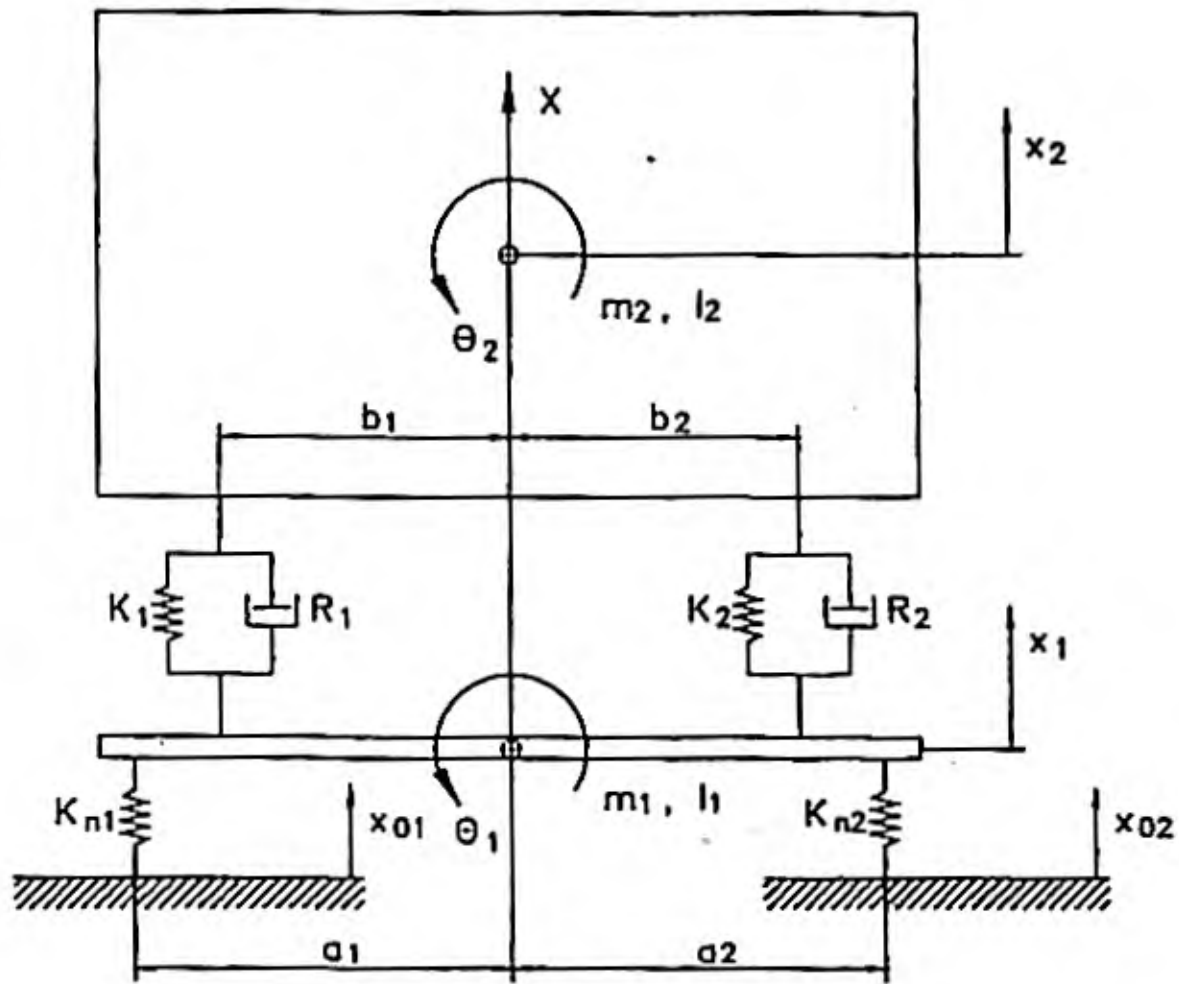 X
x2
m2, I2
θ2
b1 b2
K1 R1 K2 R2
x1
Kn1 x01 θ1 m1, I1 Kn2 x02
a1 a2